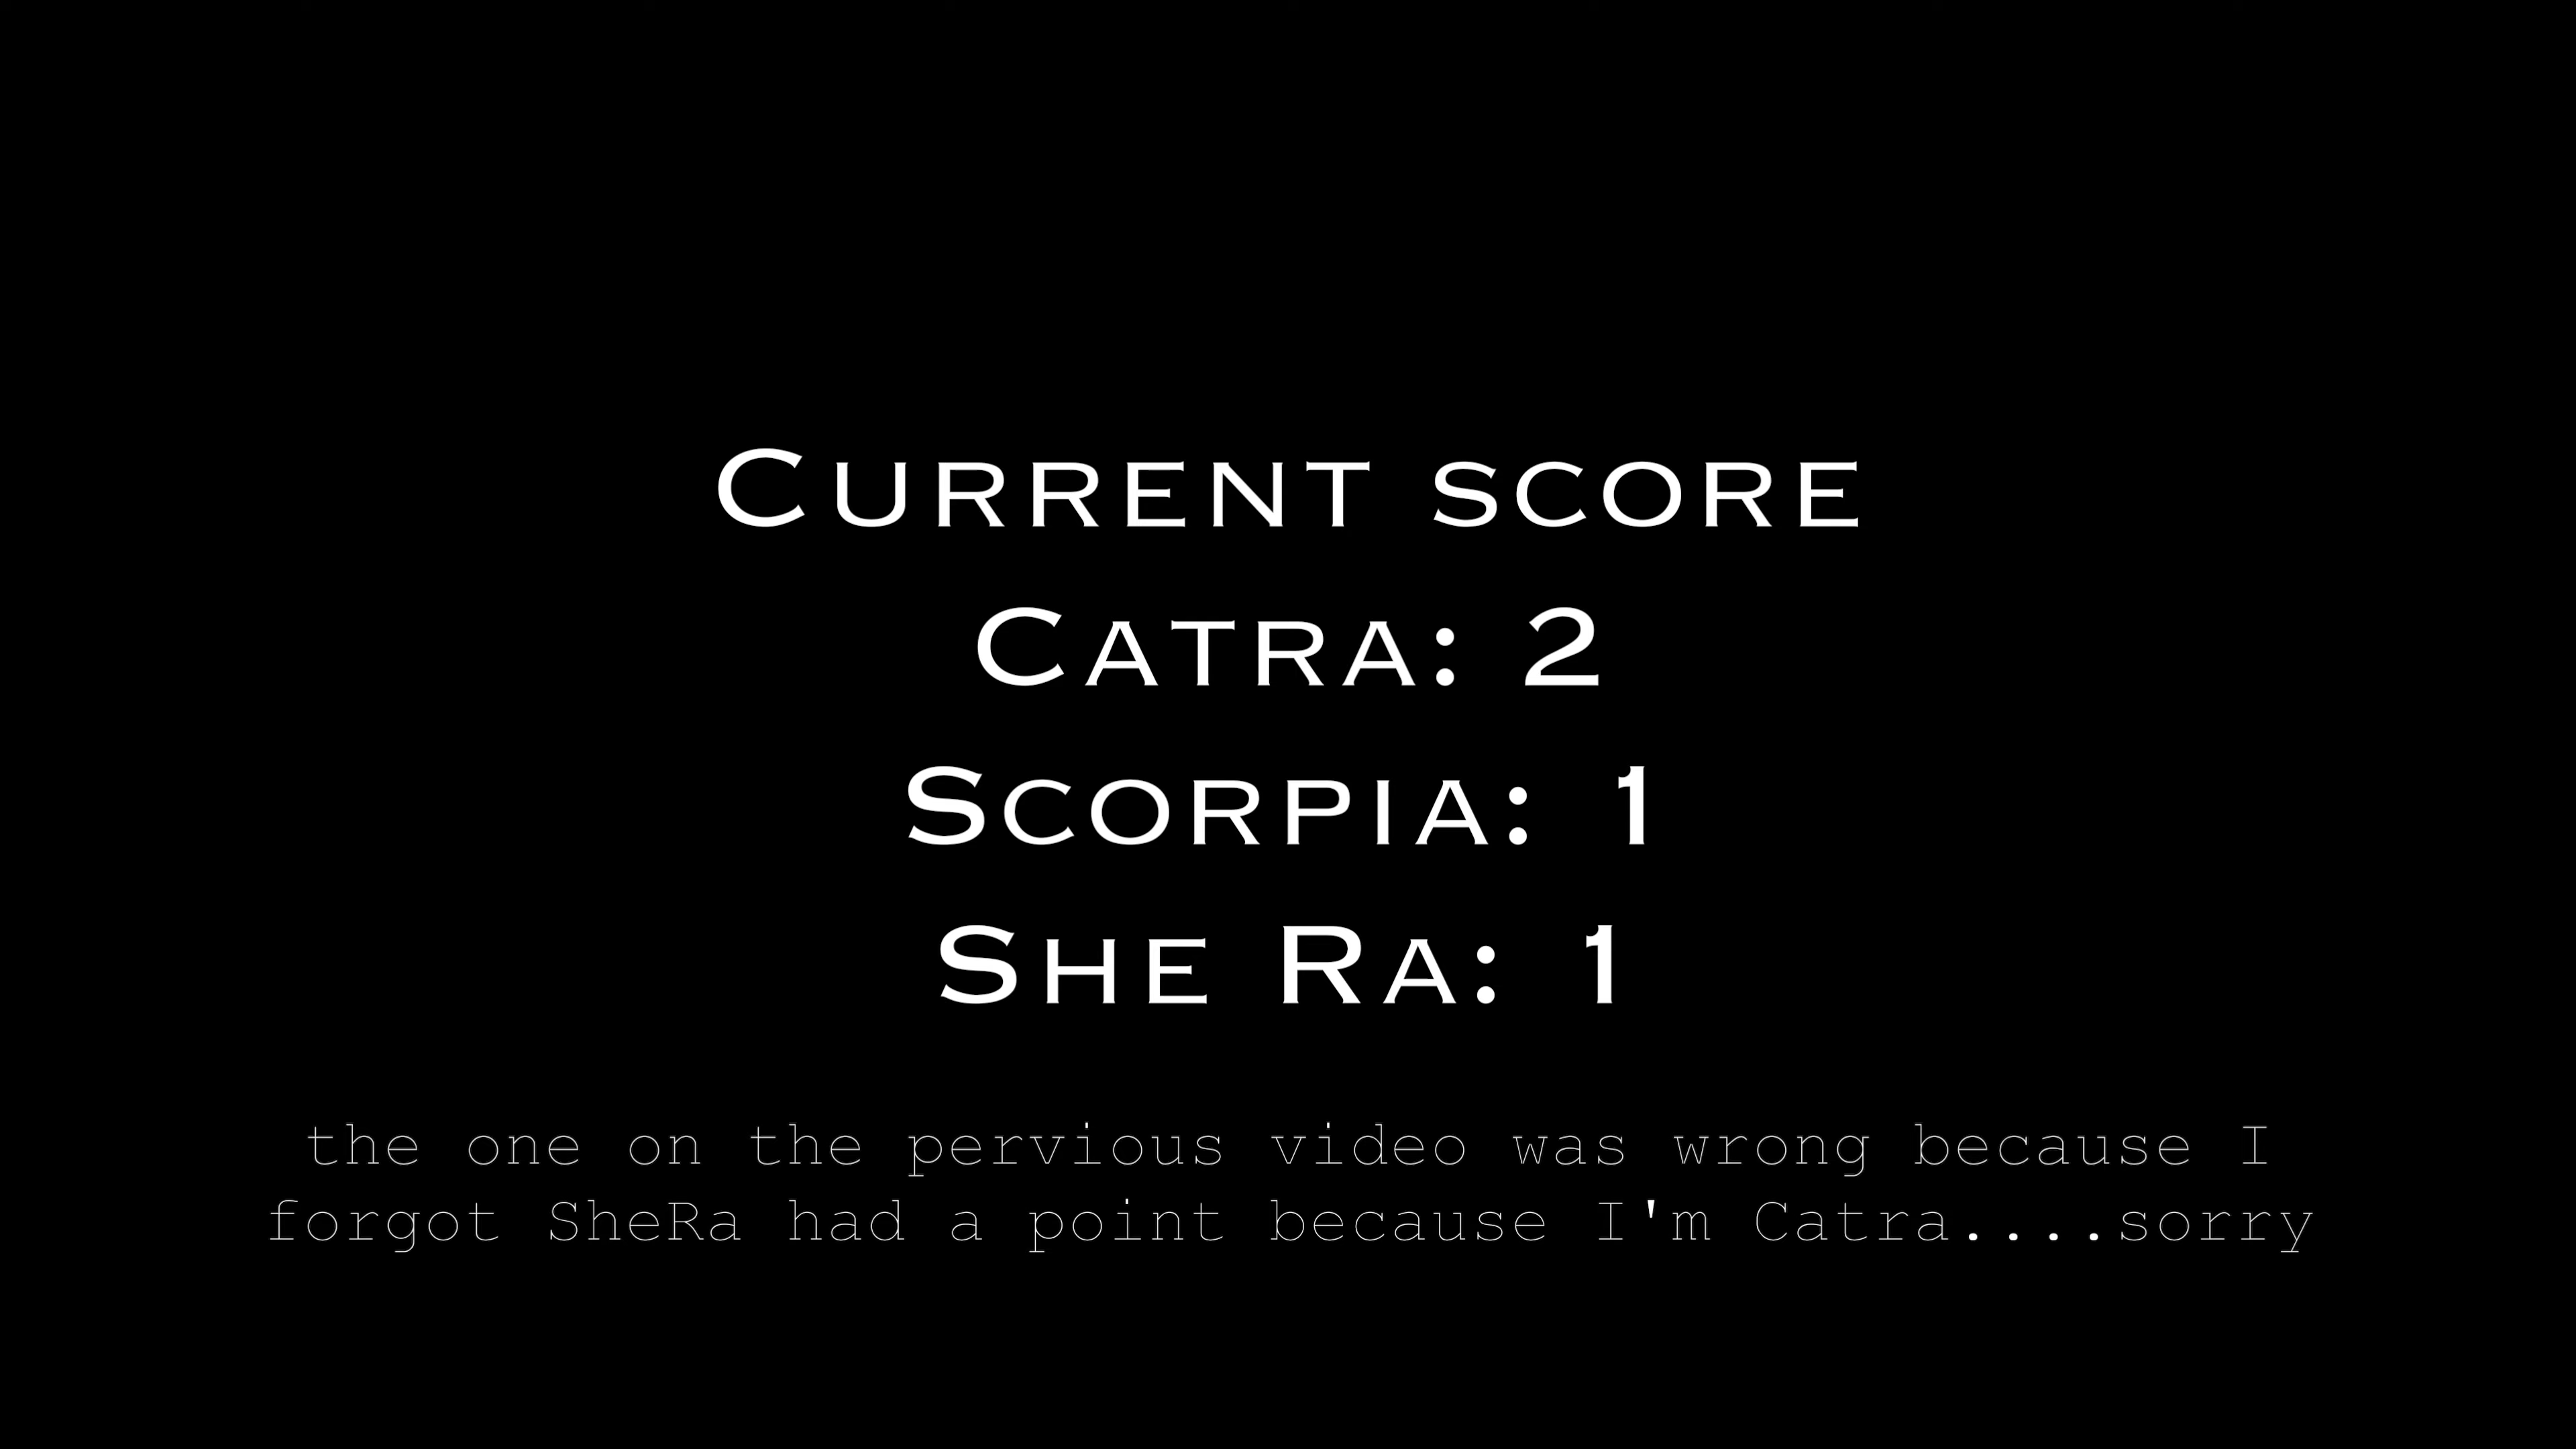 Current score
Catra: 2
Scorpia: 1
She Ra: 1
the one on the pervious video was wrong because I
forgot SheRa had a point because I'm Catra....sorry